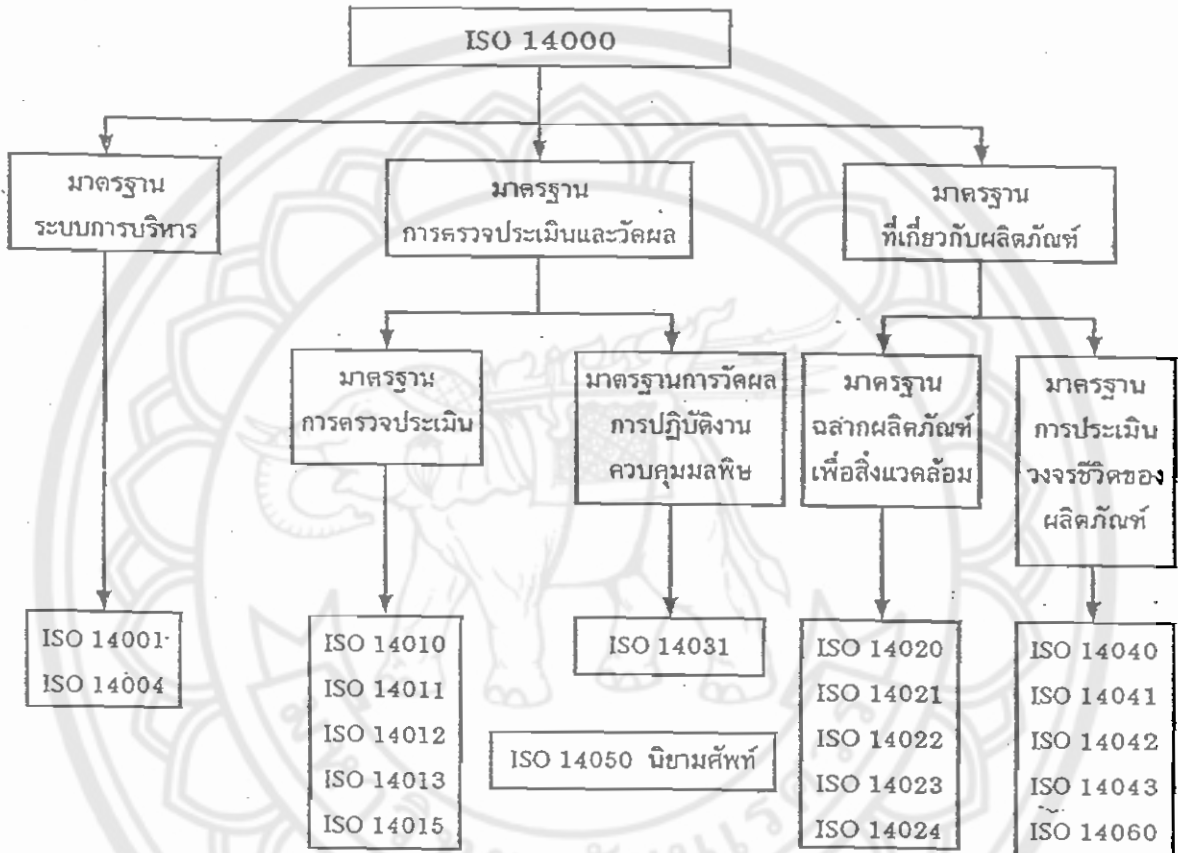 ISO 14000
มาตรฐาน
ระบบการบริหาร
มาตรฐาน
การตรวจประเมินและวัดผล
มาตรฐาน
ที่เกี่ยวกับผลิตภัณฑ์
มาตรฐาน
การตรวจประเมิน
มาตรฐานการวัดผล
การปฏิบัติงาน
ควบคุมมลพิษ
มาตรฐาน
ฉลากผลิตภัณฑ์
เพื่อสิ่งแวดล้อม
มาตรฐาน
การประเมิน
วงจรชีวิตของ
ผลิตภัณฑ์
ISO 14001
ISO 14004
ISO 14010
ISO 14011
ISO 14012
ISO 14013
ISO 14015
ISO 14031
ISO 14050 นิยามศัพท์
ISO 14020
ISO 14021
ISO 14022
ISO 14023
ISO 14024
ISO 14040
ISO 14041
ISO 14042
ISO 14043
ISO 14060